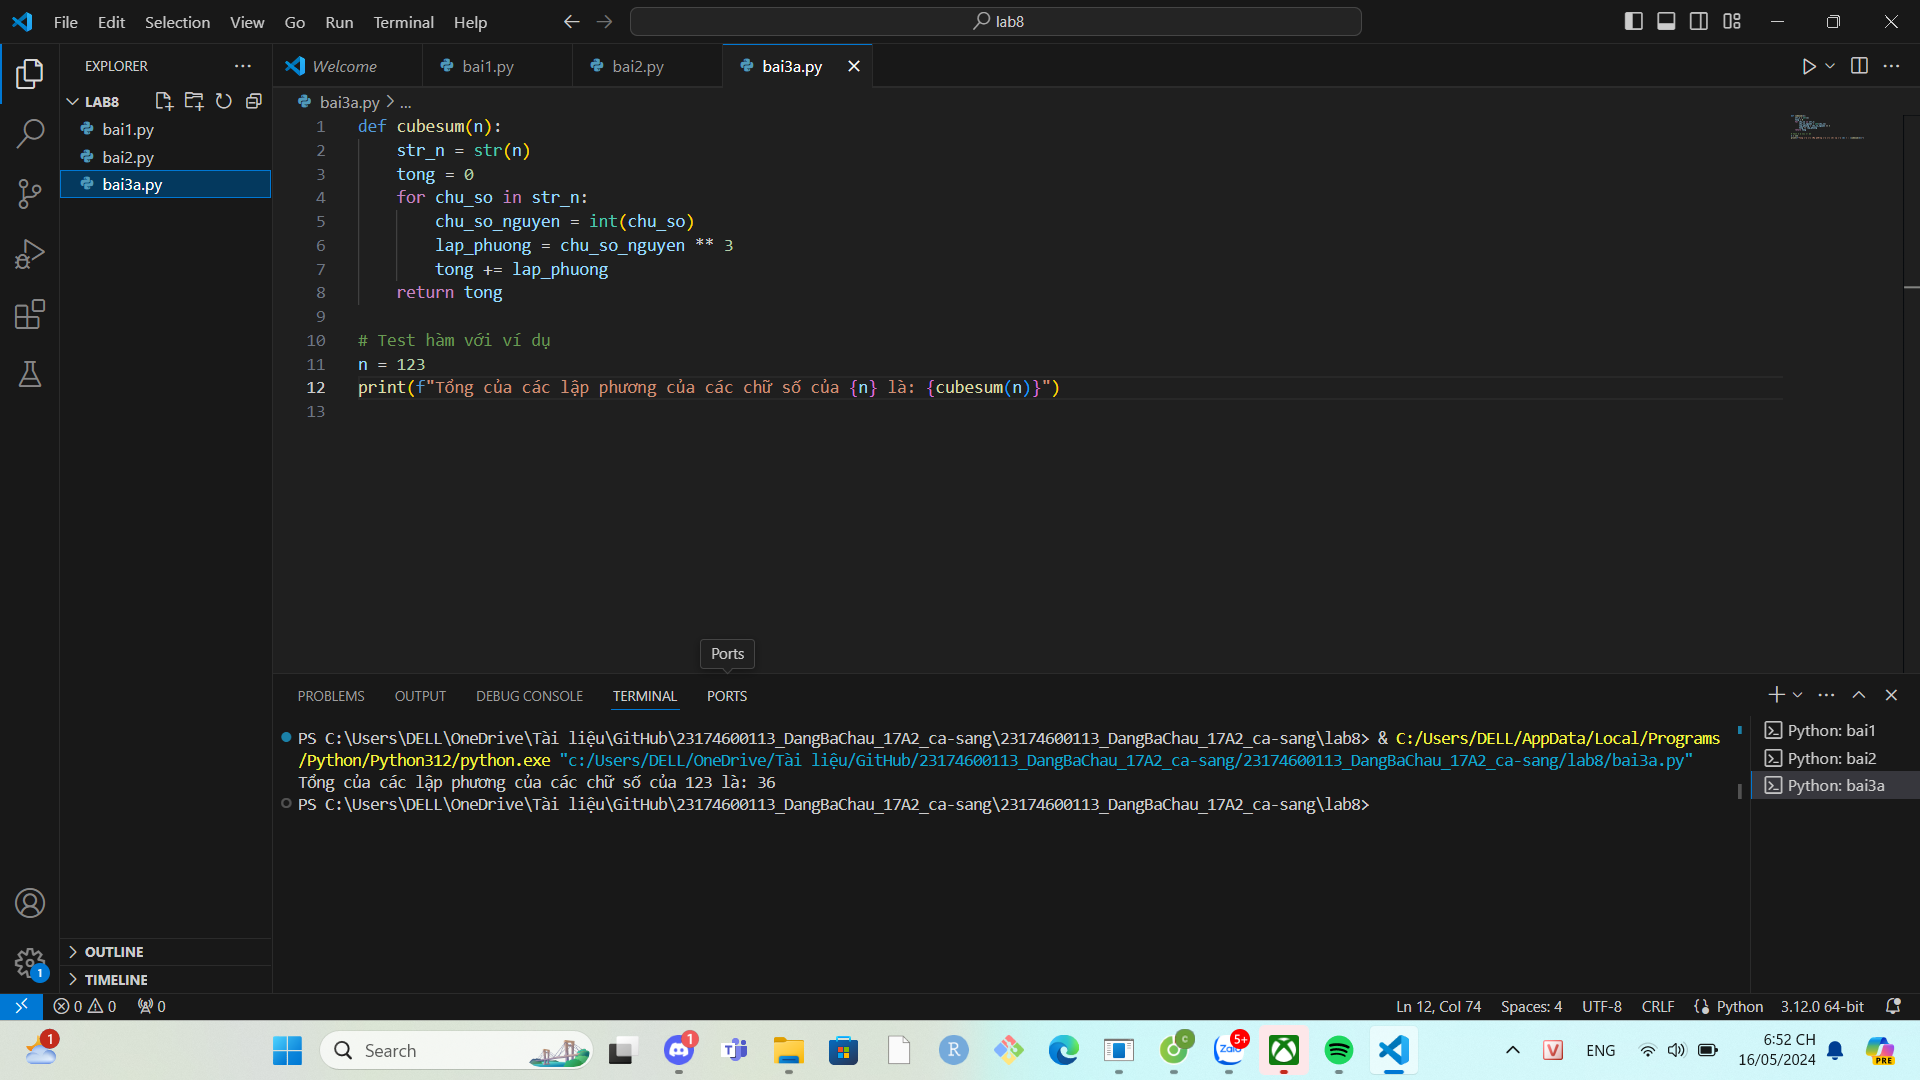 File Edit Selection View Go Run Terminal Help
lab8
EXPLORER
LAB8
bai1.py
bai2.py
bai3a.py
OUTLINE
TIMELINE
Welcome bai1.py bai2.py bai3a.py
bai3a.py > ...
1 def cubesum(n):
2 str_n = str(n)
3 tong = 0
4 for chu_so in str_n:
5 chu_so_nguyen = int(chu_so)
6 lap_phuong = chu_so_nguyen ** 3
7 tong += lap_phuong
8 return tong
9
10 # Test hàm với ví dụ
11 n = 123
12 print(f"Tổng của các lập phương của các chữ số của {n} là: {cubesum(n)}")
13
Ports
PROBLEMS OUTPUT DEBUG CONSOLE TERMINAL PORTS
PS C:\Users\DELL\OneDrive\Tài liệu\GitHub\23174600113_DangBaChau_17A2_ca-sang\23174600113_DangBaChau_17A2_ca-sang\lab8> & C:/Users/DELL/AppData/Local/Programs
/Python/Python312/python.exe "c:/Users/DELL/OneDrive/Tài liệu/GitHub/23174600113_DangBaChau_17A2_ca-sang/23174600113_DangBaChau_17A2_ca-sang/lab8/bai3a.py"
Tổng của các lập phương của các chữ số của 123 là: 36
PS C:\Users\DELL\OneDrive\Tài liệu\GitHub\23174600113_DangBaChau_17A2_ca-sang\23174600113_DangBaChau_17A2_ca-sang\lab8>
Python: bai1
Python: bai2
Python: bai3a
1
0 0 0
Ln 12, Col 74 Spaces: 4 UTF-8 CRLF Python 3.12.0 64-bit
1
Search
1
Zalo 5+
ENG
6:52 CH
16/05/2024
PRE